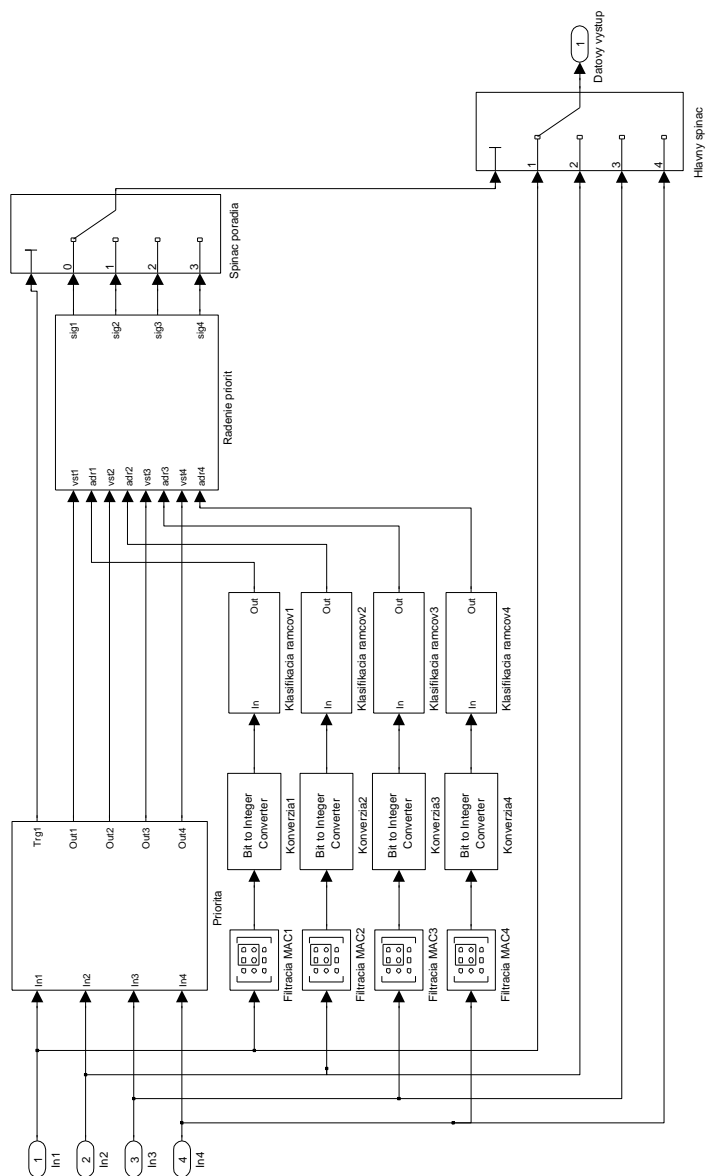 1
In1
2
In2
3
In3
4
In4
In1
In2
In3
In4
Trg1
Out1
Out2
Out3
Out4
Priorita
Filtracia MAC1
Filtracia MAC2
Filtracia MAC3
Filtracia MAC4
Bit to Integer
Converter
Konverzia1
Bit to Integer
Converter
Konverzia2
Bit to Integer
Converter
Konverzia3
Bit to Integer
Converter
Konverzia4
In
Out
Klasifikacia ramcov1
In
Out
Klasifikacia ramcov2
In
Out
Klasifikacia ramcov3
In
Out
Klasifikacia ramcov4
vst1
adr1
vst2
adr2
vst3
adr3
vst4
adr4
sig1
sig2
sig3
sig4
Radenie priorit
0
1
2
3
Spinac poradia
1
2
3
4
Hlavny spinac
1
Datovy vystup